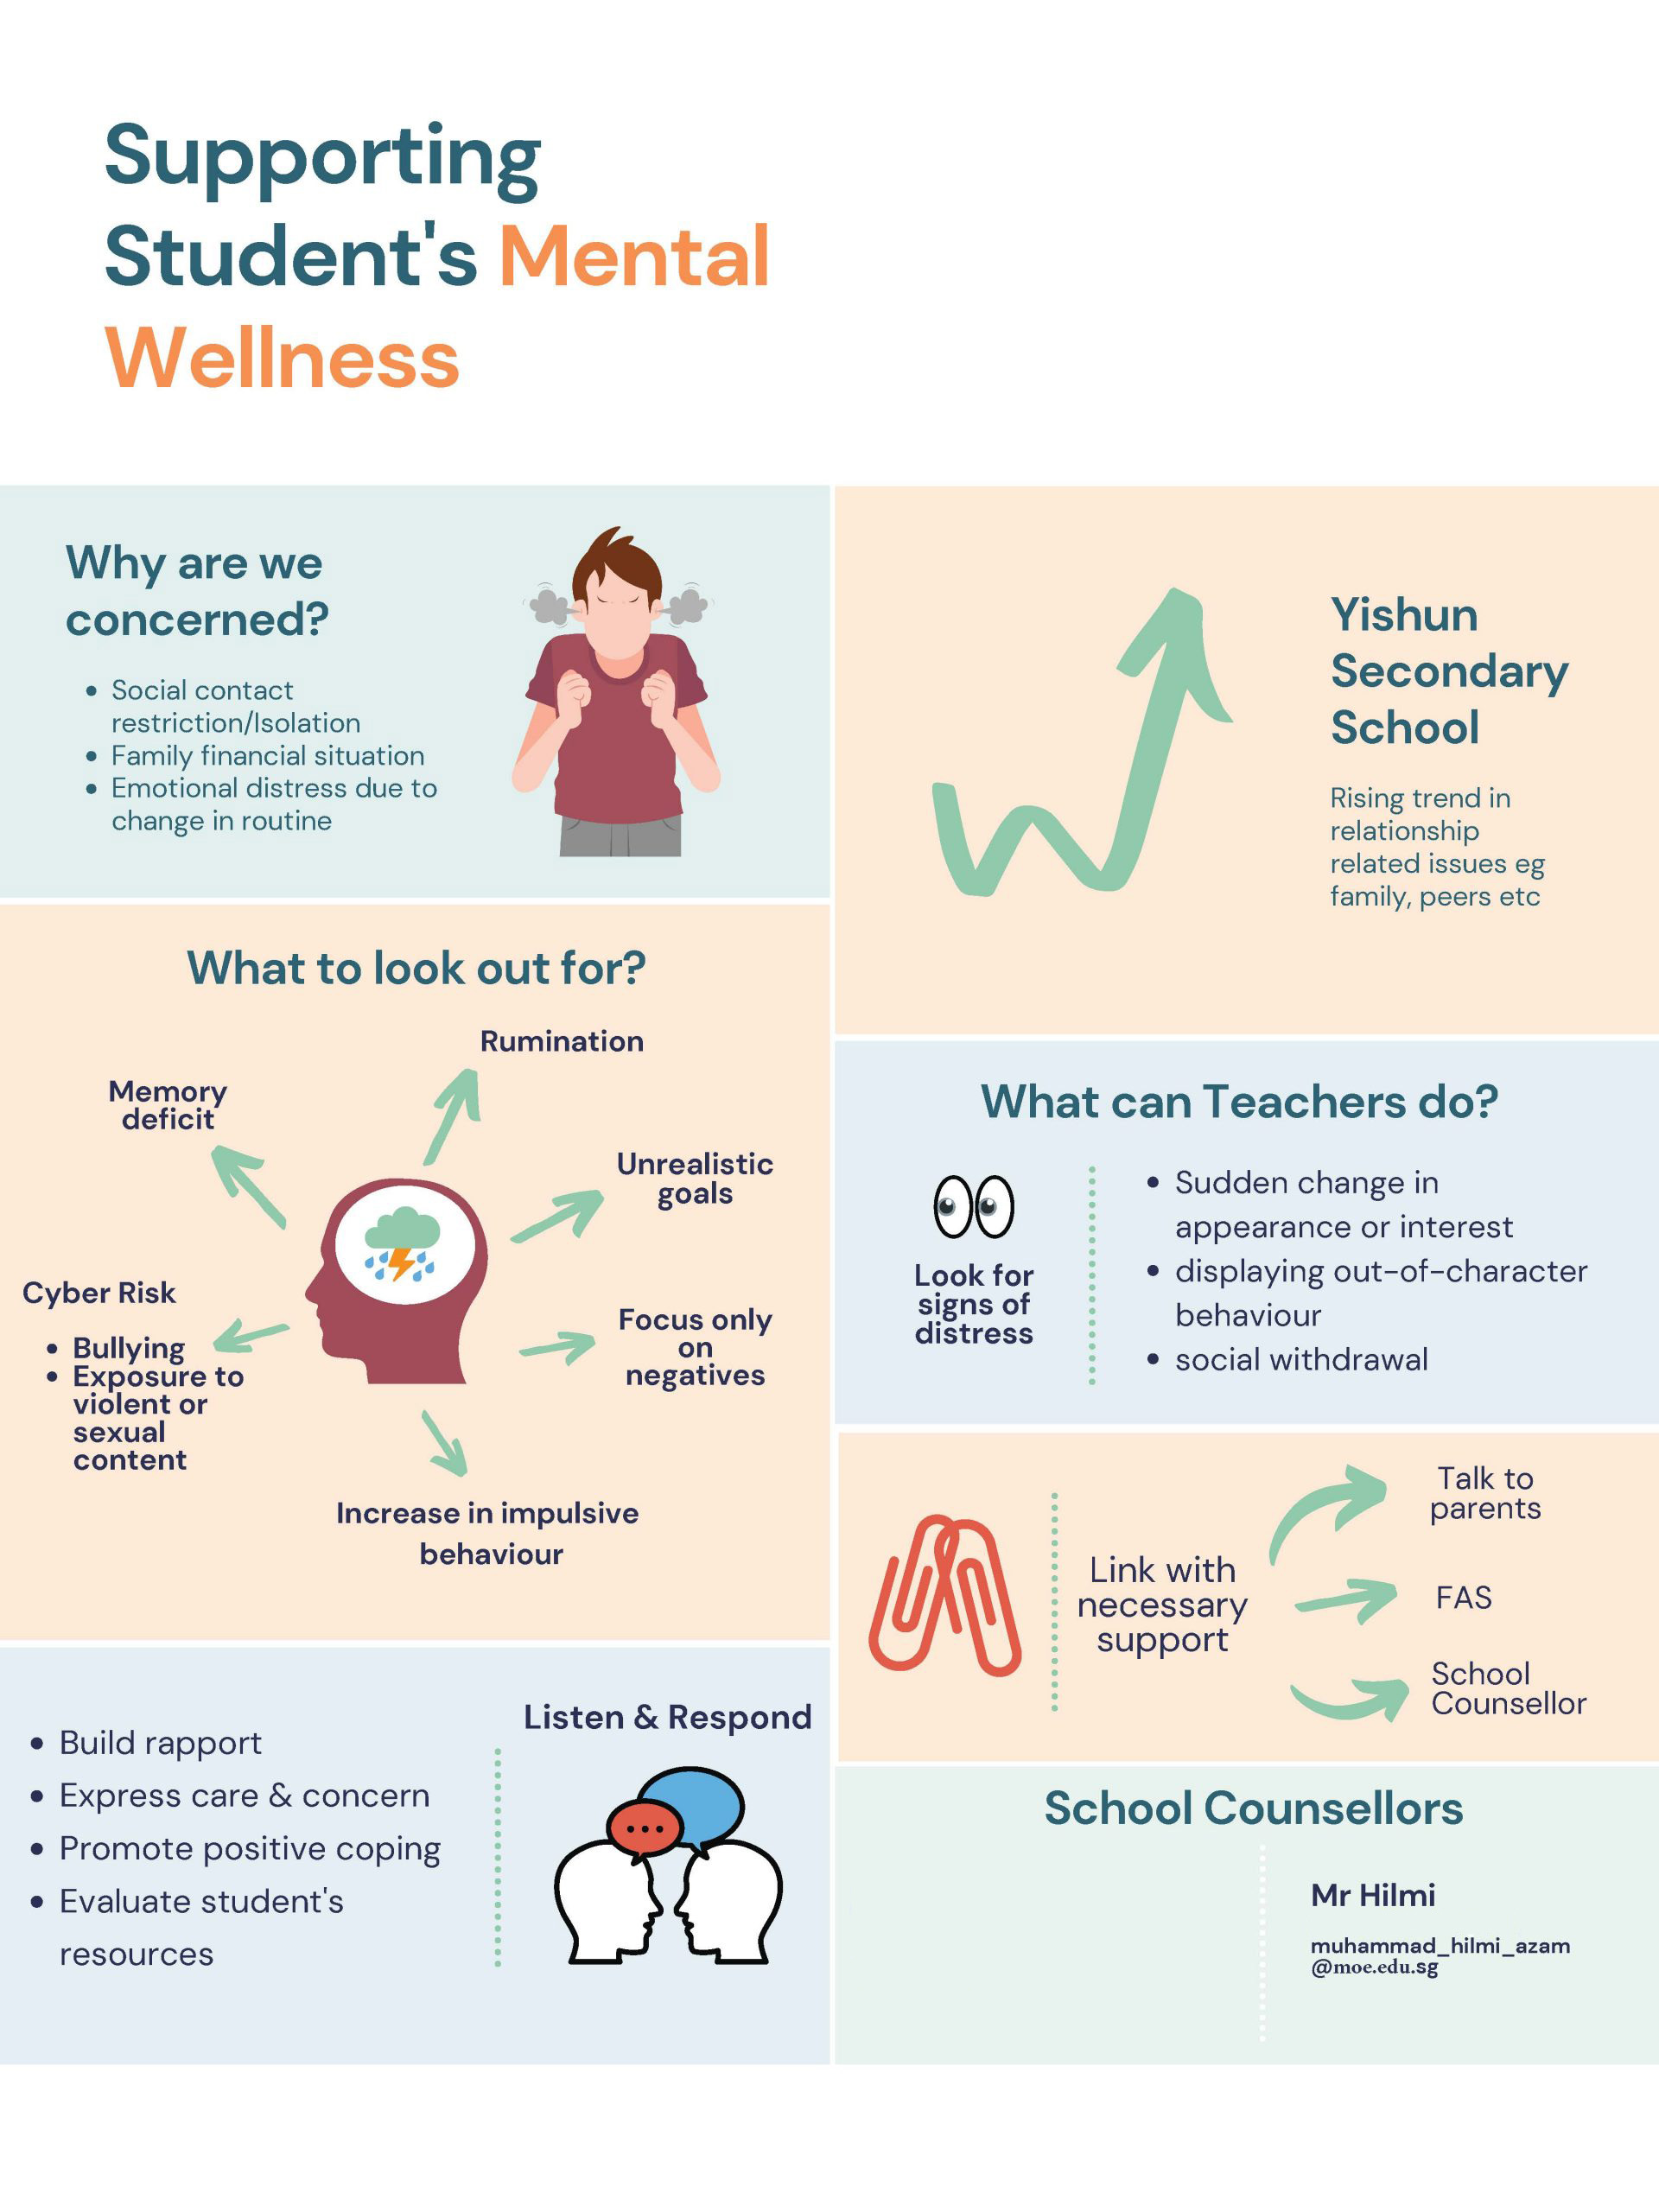 Supporting
Student's Mental
Wellness
Why are we
concerned?
• Social contact
restriction/Isolation
• Family financial situation
• Emotional distress due to
change in routine
Yishun
Secondary
School
Rising trend in
relationship
related issues eg
family, peers etc
What to look out for?
Rumination
Memory
deficit
Unrealistic
goals
Cyber Risk
• Bullying
• Exposure to
violent or
sexual
content
Focus only
on
negatives
Increase in impulsive
behaviour
What can Teachers do?
Look for
signs of
distress
• Sudden change in
appearance or interest
• displaying out-of-character
behaviour
• social withdrawal
Link with
necessary
support
Talk to
parents
FAS
School
Counsellor
Listen & Respond
• Build rapport
• Express care & concern
• Promote positive coping
• Evaluate student's
resources
School Counsellors
Mr Hilmi
muhammad_hilmi_azam
@moe.edu.sg